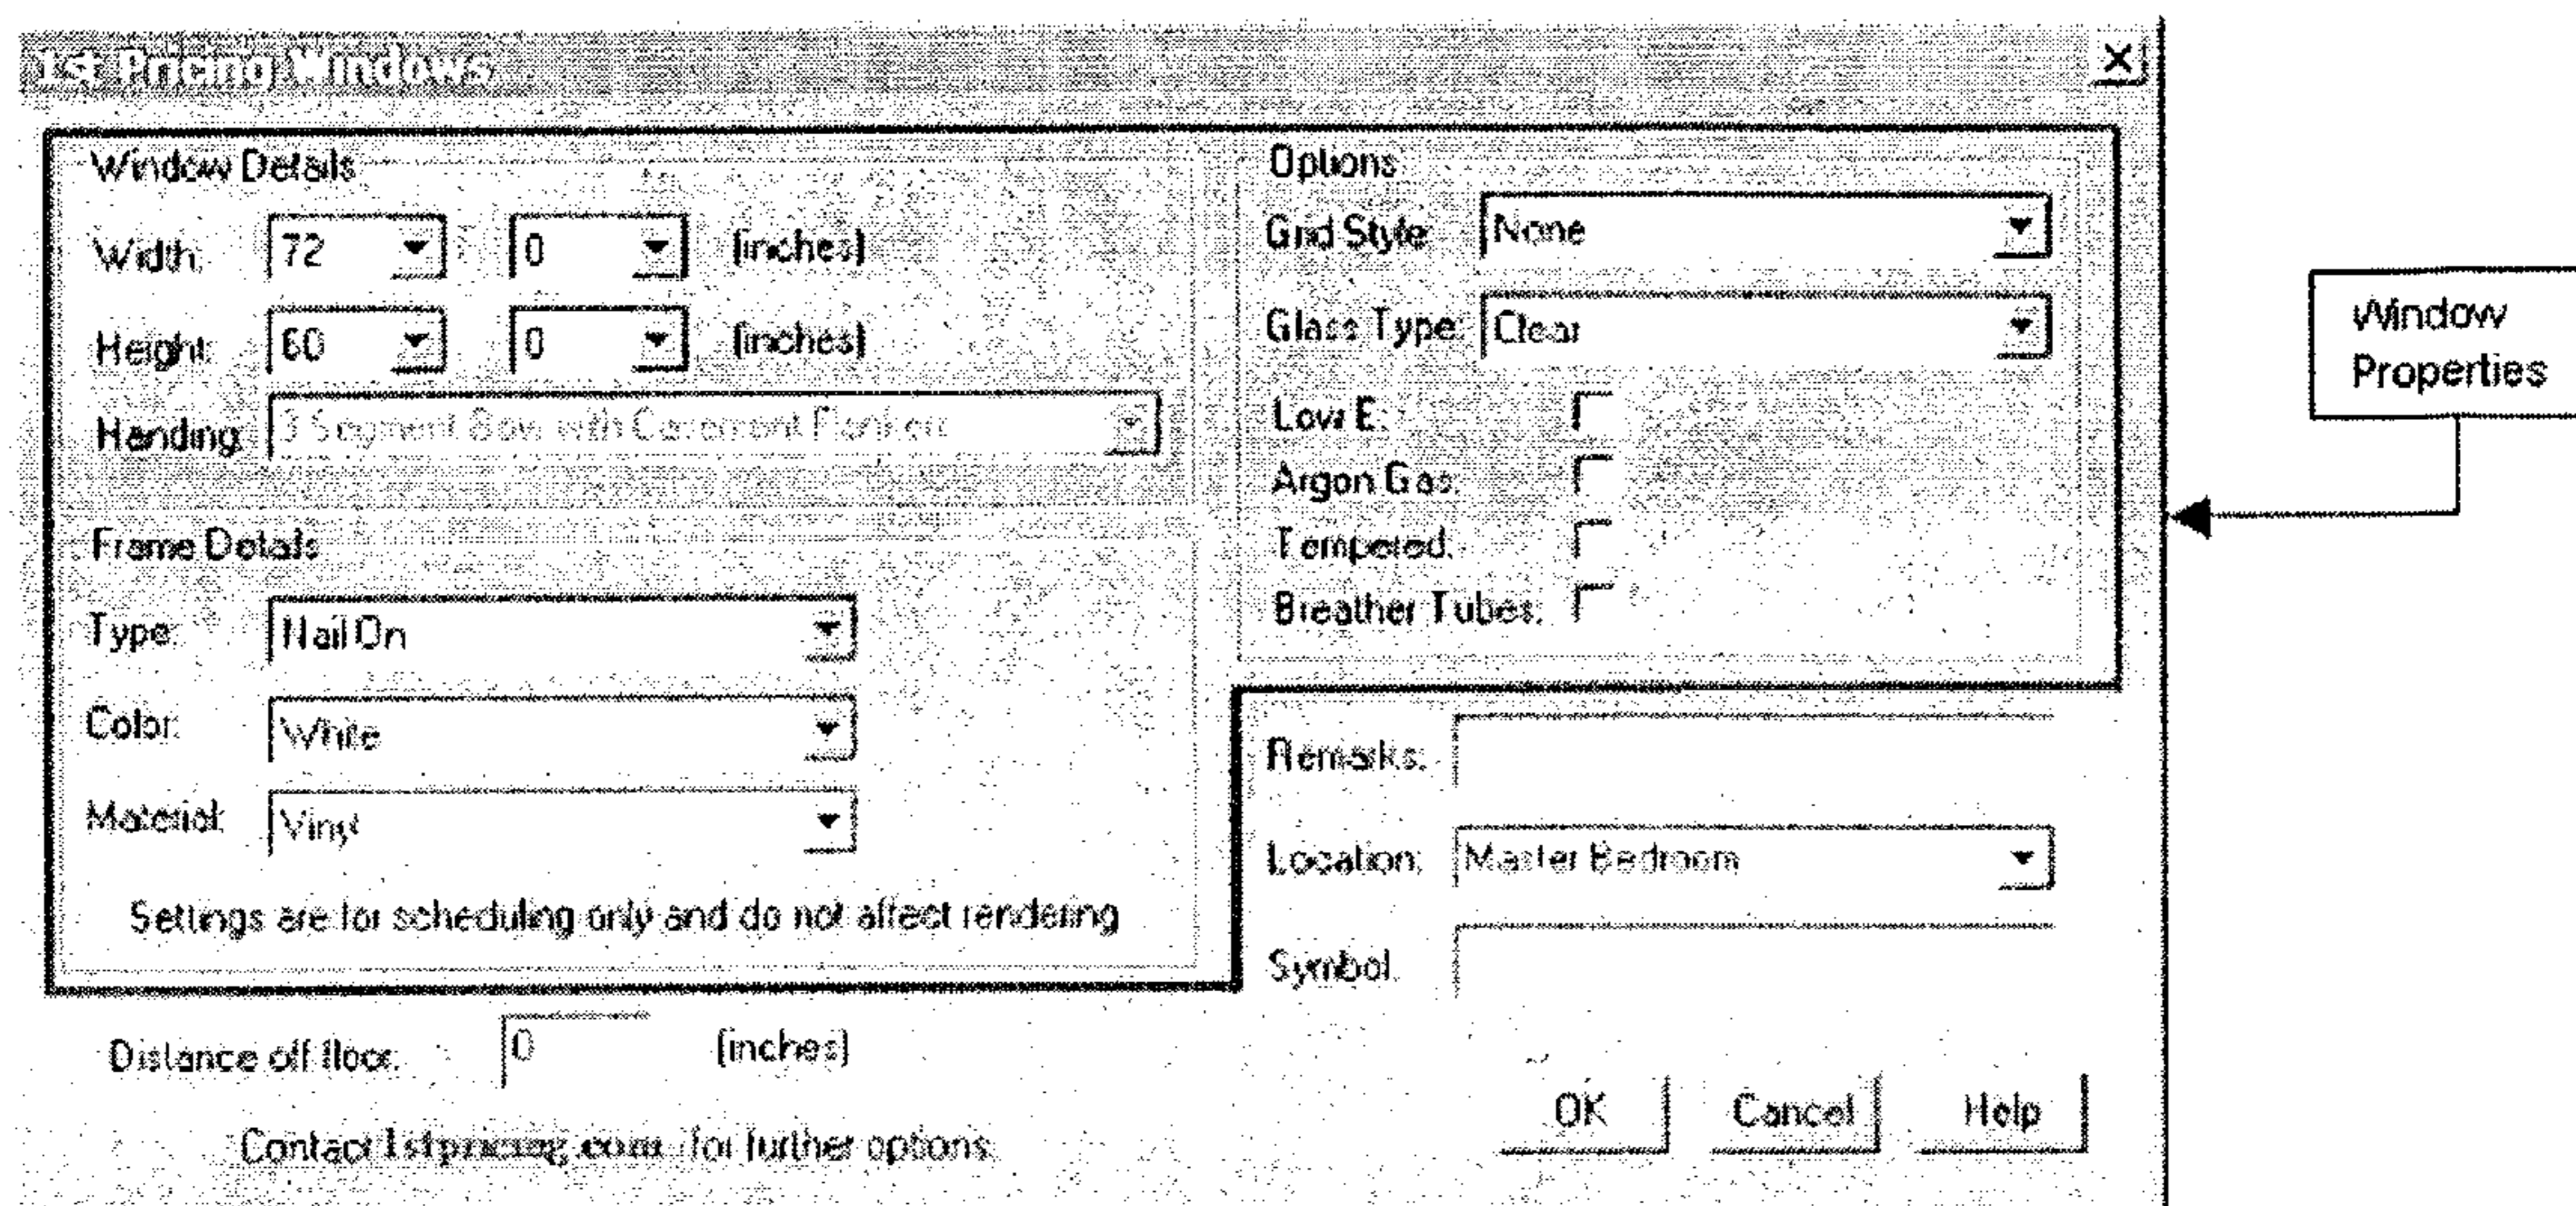 1st Pricing Windows
Window Details
Width: 72 0 (inches)
Height: 60 0 (inches)
Handing: 3 Segment Bow with Casement Flankers
Frame Details
Type: Nail On
Color: White
Material: Vinyl
Settings are for scheduling only and do not affect rendering
Distance off floor: 0 (inches)
Contact 1stpricing.com for further options
Options
Grid Style: None
Glass Type: Clear
Low E:
Argon Gas:
Tempered:
Breather Tubes:
Remarks:
Location: Master Bedroom
Symbol:
OK Cancel Help
Window
Properties